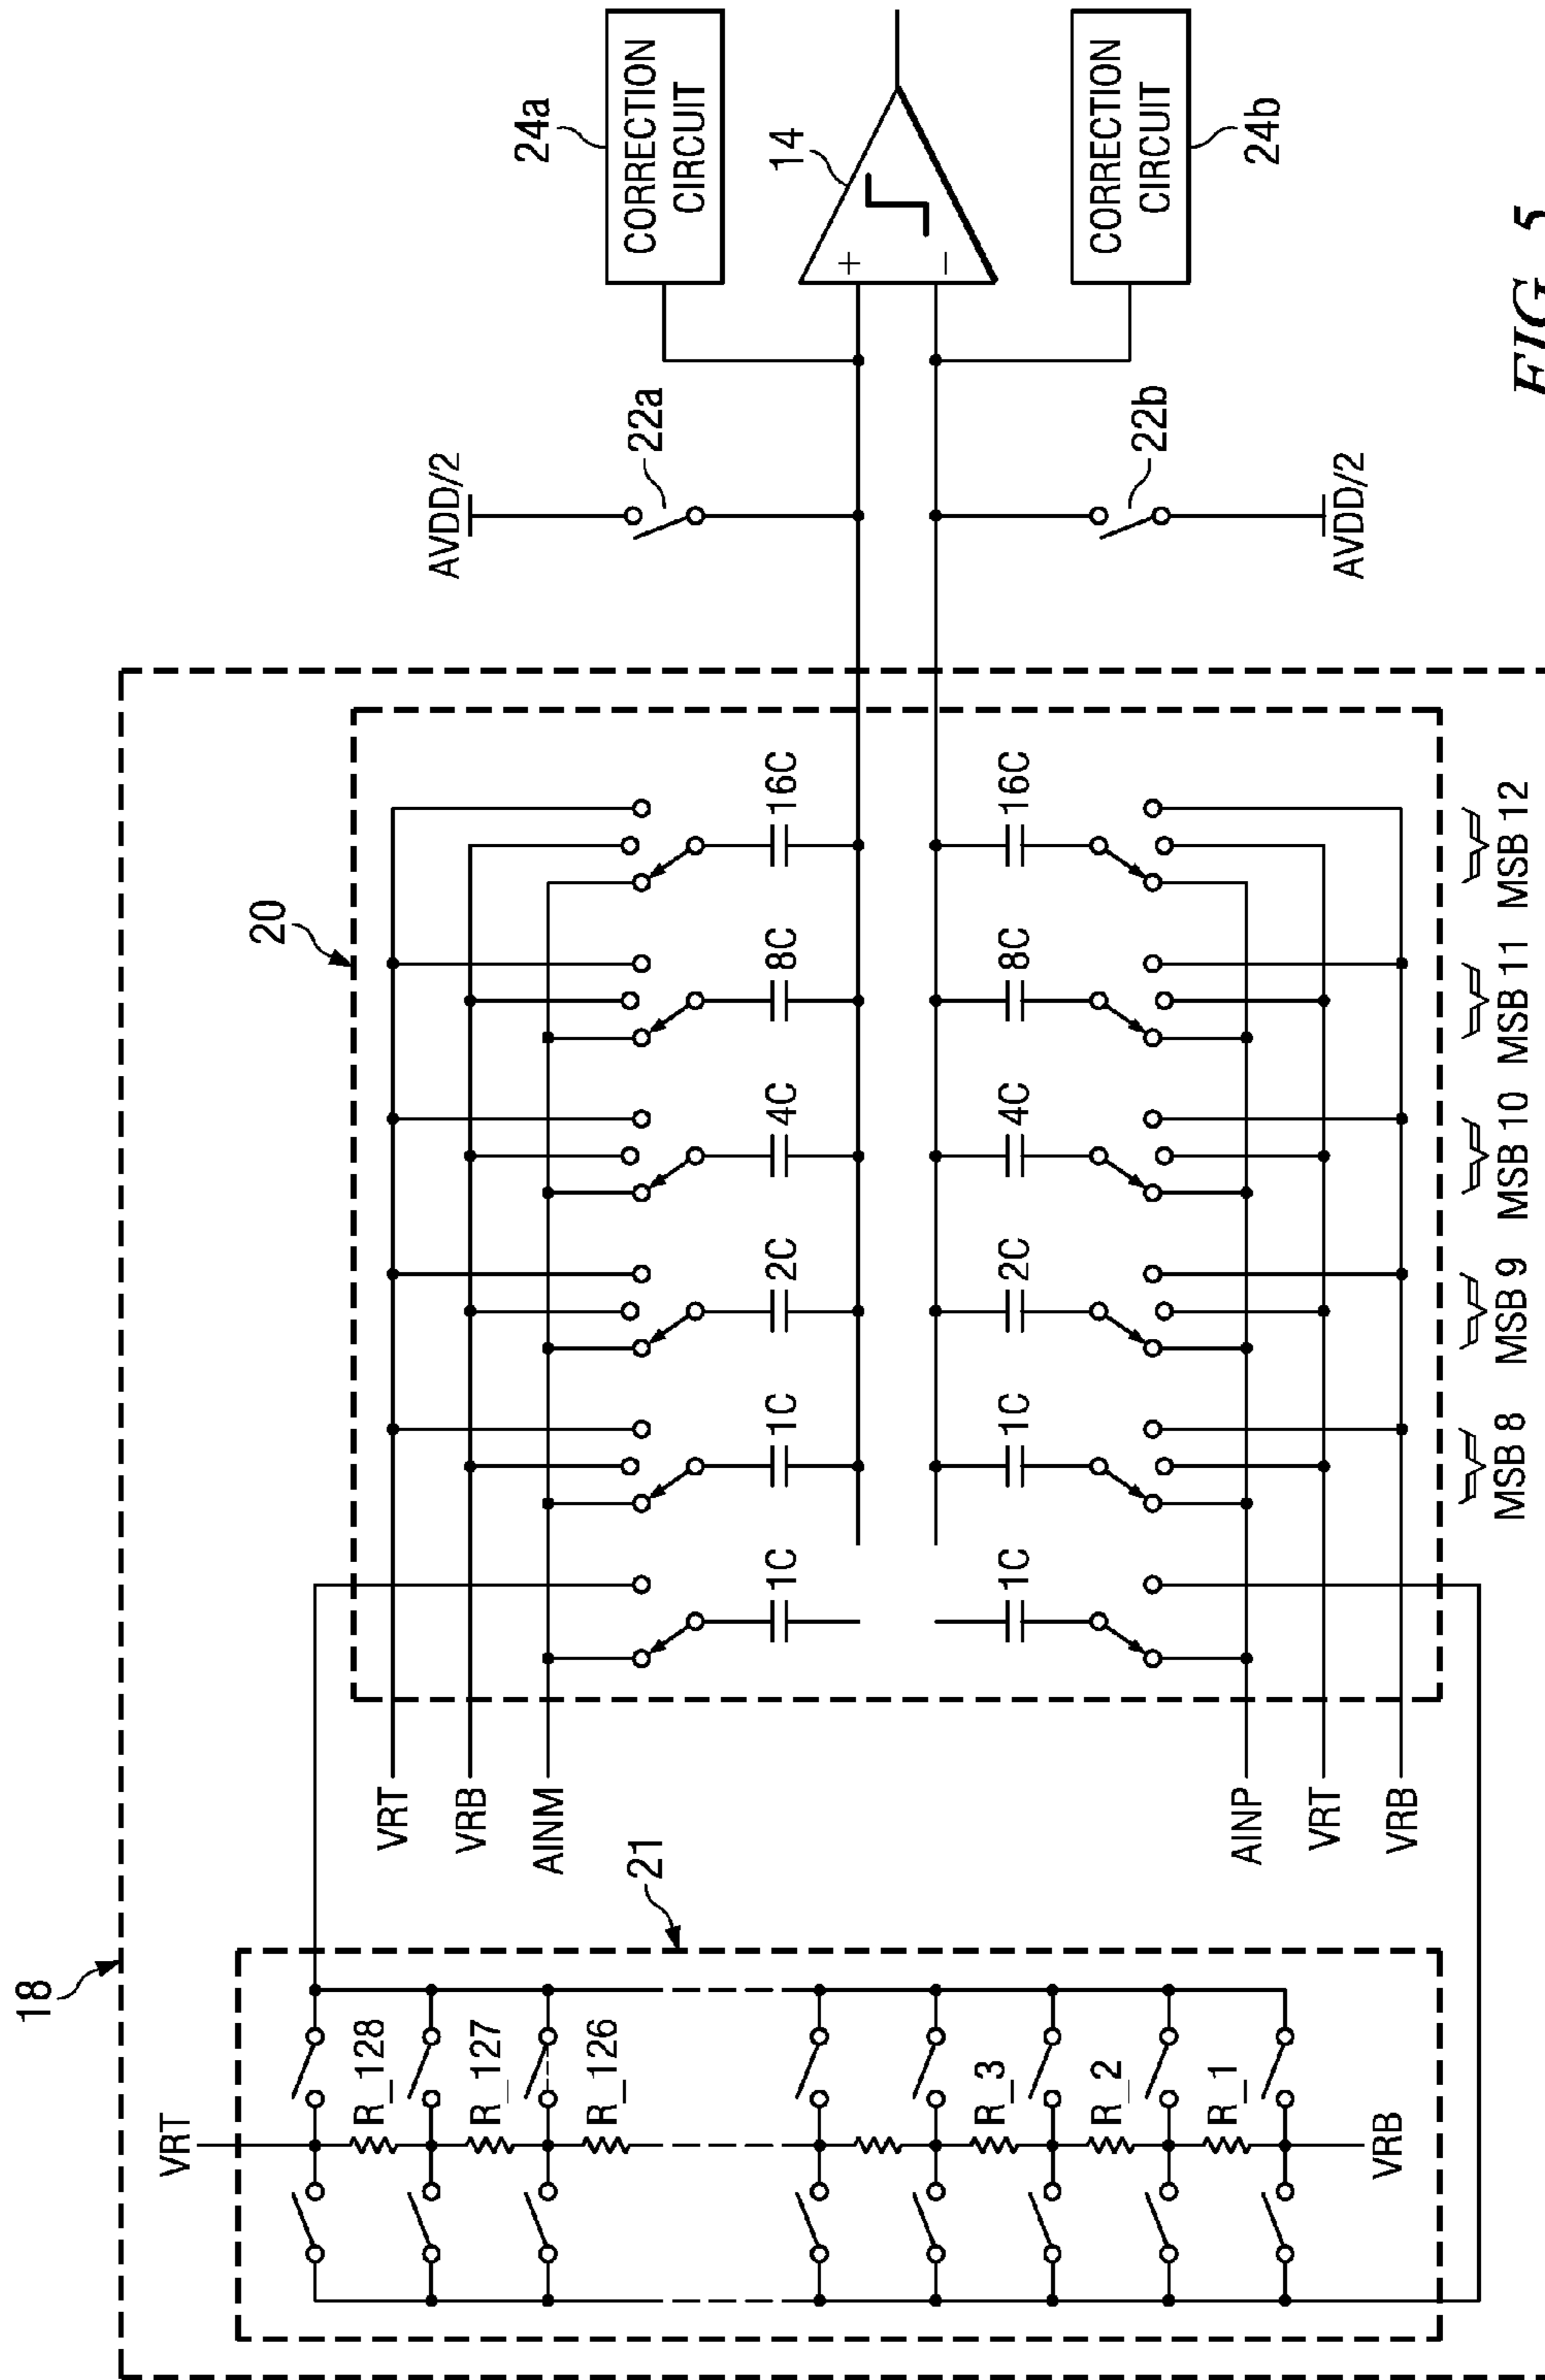 18
VRT
R_128
R_127
R_126
R_3
R_2
R_1
VRB
21
VRT
VRB
AINM
AINP
VRT
VRB
20
1C
1C
2C
4C
8C
16C
1C
1C
2C
4C
8C
16C
MSB 8
MSB 9
MSB 10
MSB 11
MSB 12
AVDD/2
22a
22b
AVDD/2
24a
CORRECTION
CIRCUIT
14
+
−
CORRECTION
CIRCUIT
24b
FIG. 5